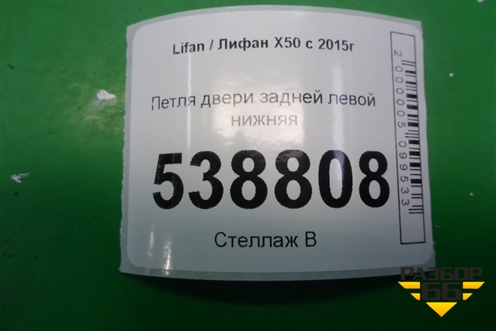 Lifan / Лифан X50 с 2015г
Петля двери задней левой
нижняя
538808
Стеллаж В
2000005099533
РАЗБОР
66